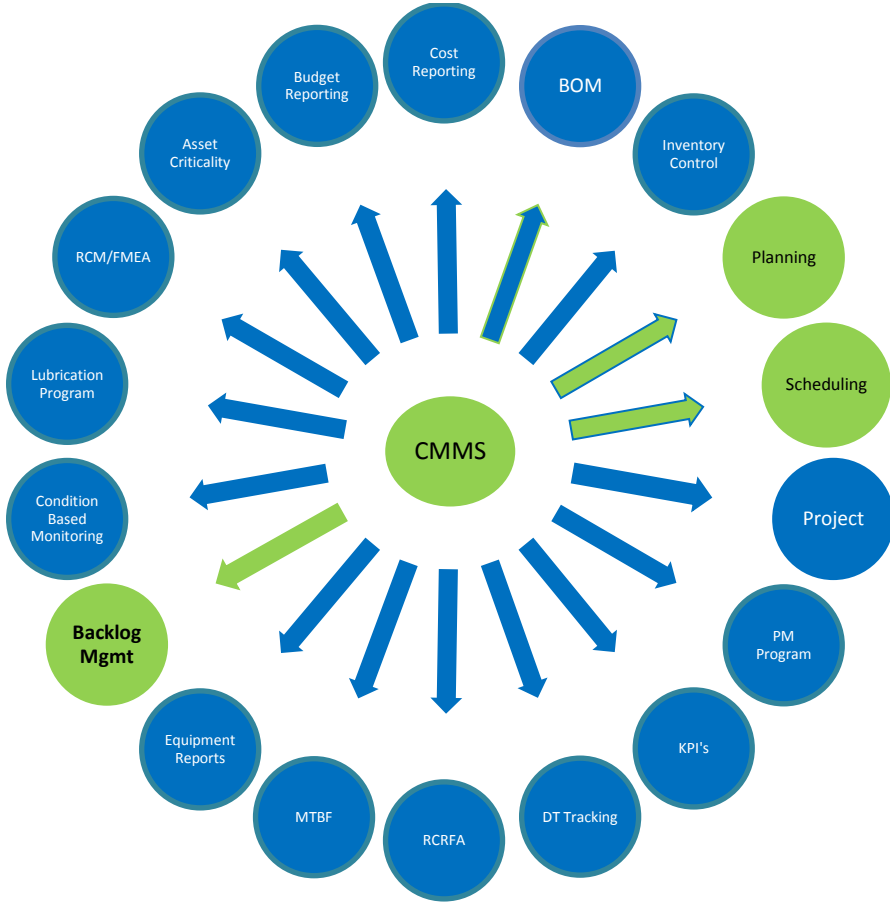 Cost
Reporting
BOM
Inventory
Control
Planning
Scheduling
Project
PM
Program
KPI's
DT Tracking
RCRFA
MTBF
Equipment
Reports
Backlog
Mgmt
Condition
Based
Monitoring
Lubrication
Program
RCM/FMEA
Asset
Criticality
Budget
Reporting
CMMS